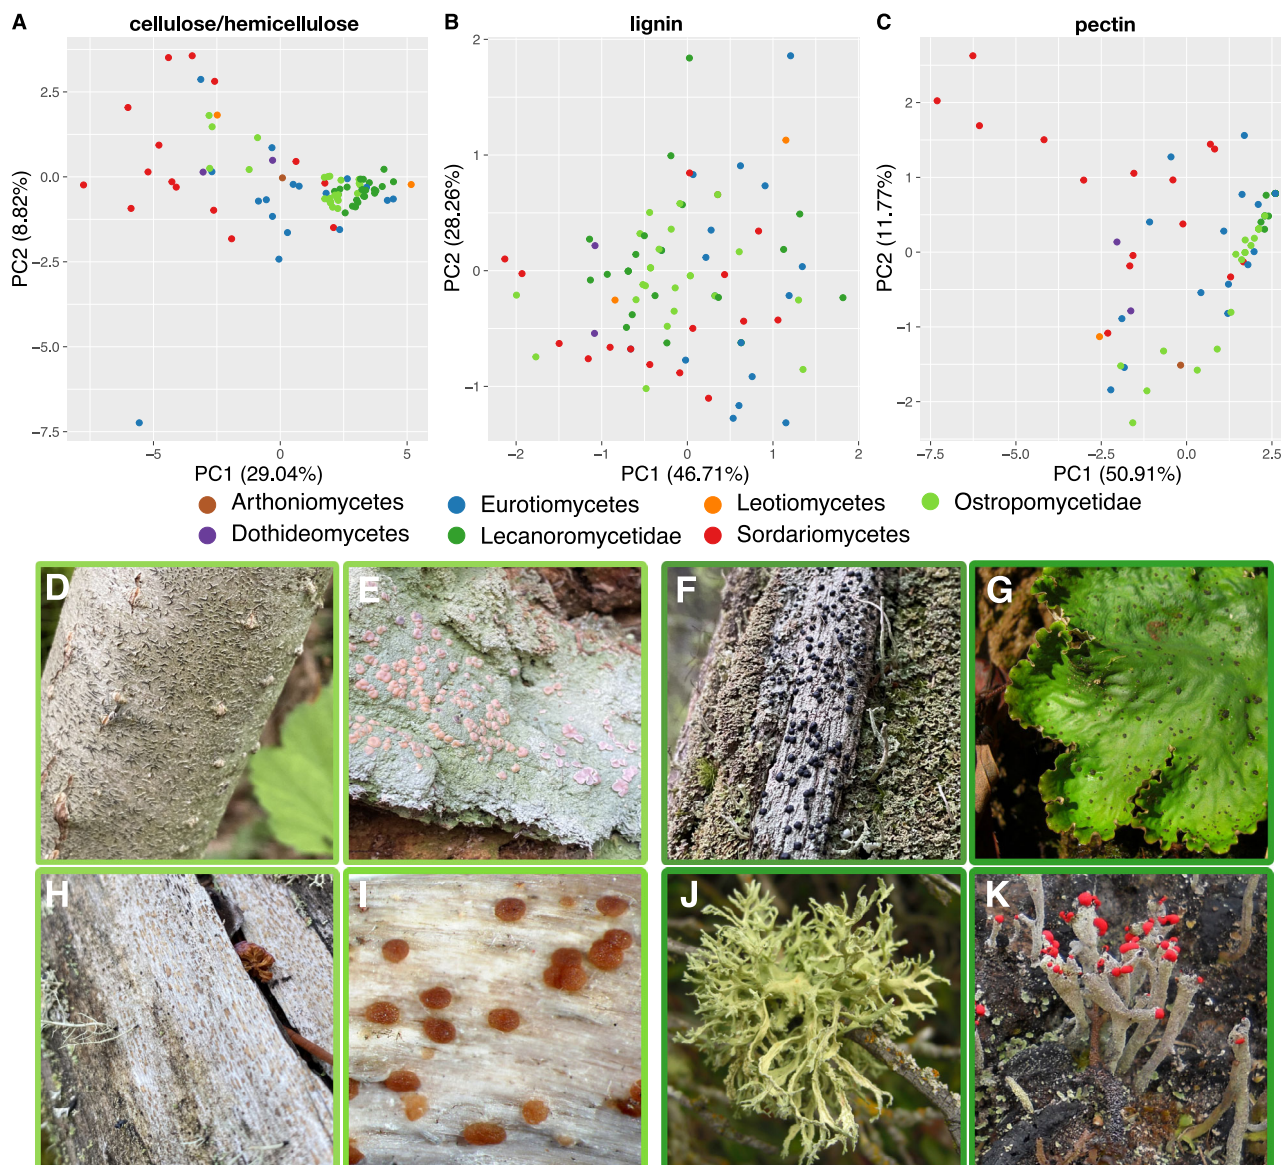 A cellulose/hemicellulose B lignin C pectin
2.5
0.0
−2.5
−5.0
−7.5
PC2 (8.82%)
−5 0 5
PC1 (29.04%)
2
1
0
−1
PC2 (28.26%)
−2 −1 0 1 2
PC1 (46.71%)
2
1
0
−1
−2
PC2 (11.77%)
−7.5 −5.0 −2.5 0.0 2.5
PC1 (50.91%)
Arthoniomycetes Eurotiomycetes Leotiomycetes Ostropomycetidae
Dothideomycetes Lecanoromycetidae Sordariomycetes
D E F G
H I J K